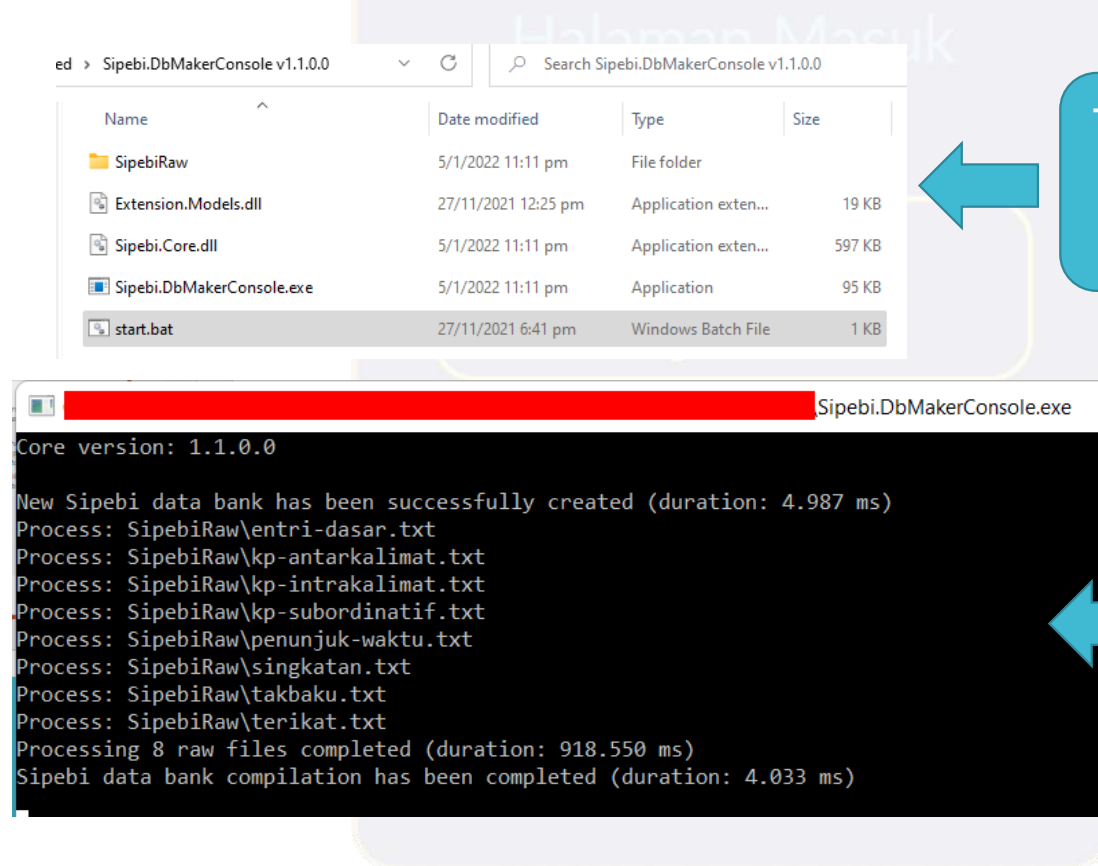 Halaman Masuk
ed › Sipebi.DbMakerConsole v1.1.0.0 Search Sipebi.DbMakerConsole v1.1.0.0
Name Date modified Type Size
SipebiRaw 5/1/2022 11:11 pm File folder
Extension.Models.dll 27/11/2021 12:25 pm Application exten... 19 KB
Sipebi.Core.dll 5/1/2022 11:11 pm Application exten... 597 KB
Sipebi.DbMakerConsole.exe 5/1/2022 11:11 pm Application 95 KB
start.bat 27/11/2021 6:41 pm Windows Batch File 1 KB
\Sipebi.DbMakerConsole.exe
Core version: 1.1.0.0
New Sipebi data bank has been successfully created (duration: 4.987 ms)
Process: SipebiRaw\entri-dasar.txt
Process: SipebiRaw\kp-antarkalimat.txt
Process: SipebiRaw\kp-intrakalimat.txt
Process: SipebiRaw\kp-subordinatif.txt
Process: SipebiRaw\penunjuk-waktu.txt
Process: SipebiRaw\singkatan.txt
Process: SipebiRaw\takbaku.txt
Process: SipebiRaw\terikat.txt
Processing 8 raw files completed (duration: 918.550 ms)
Sipebi data bank compilation has been completed (duration: 4.033 ms)